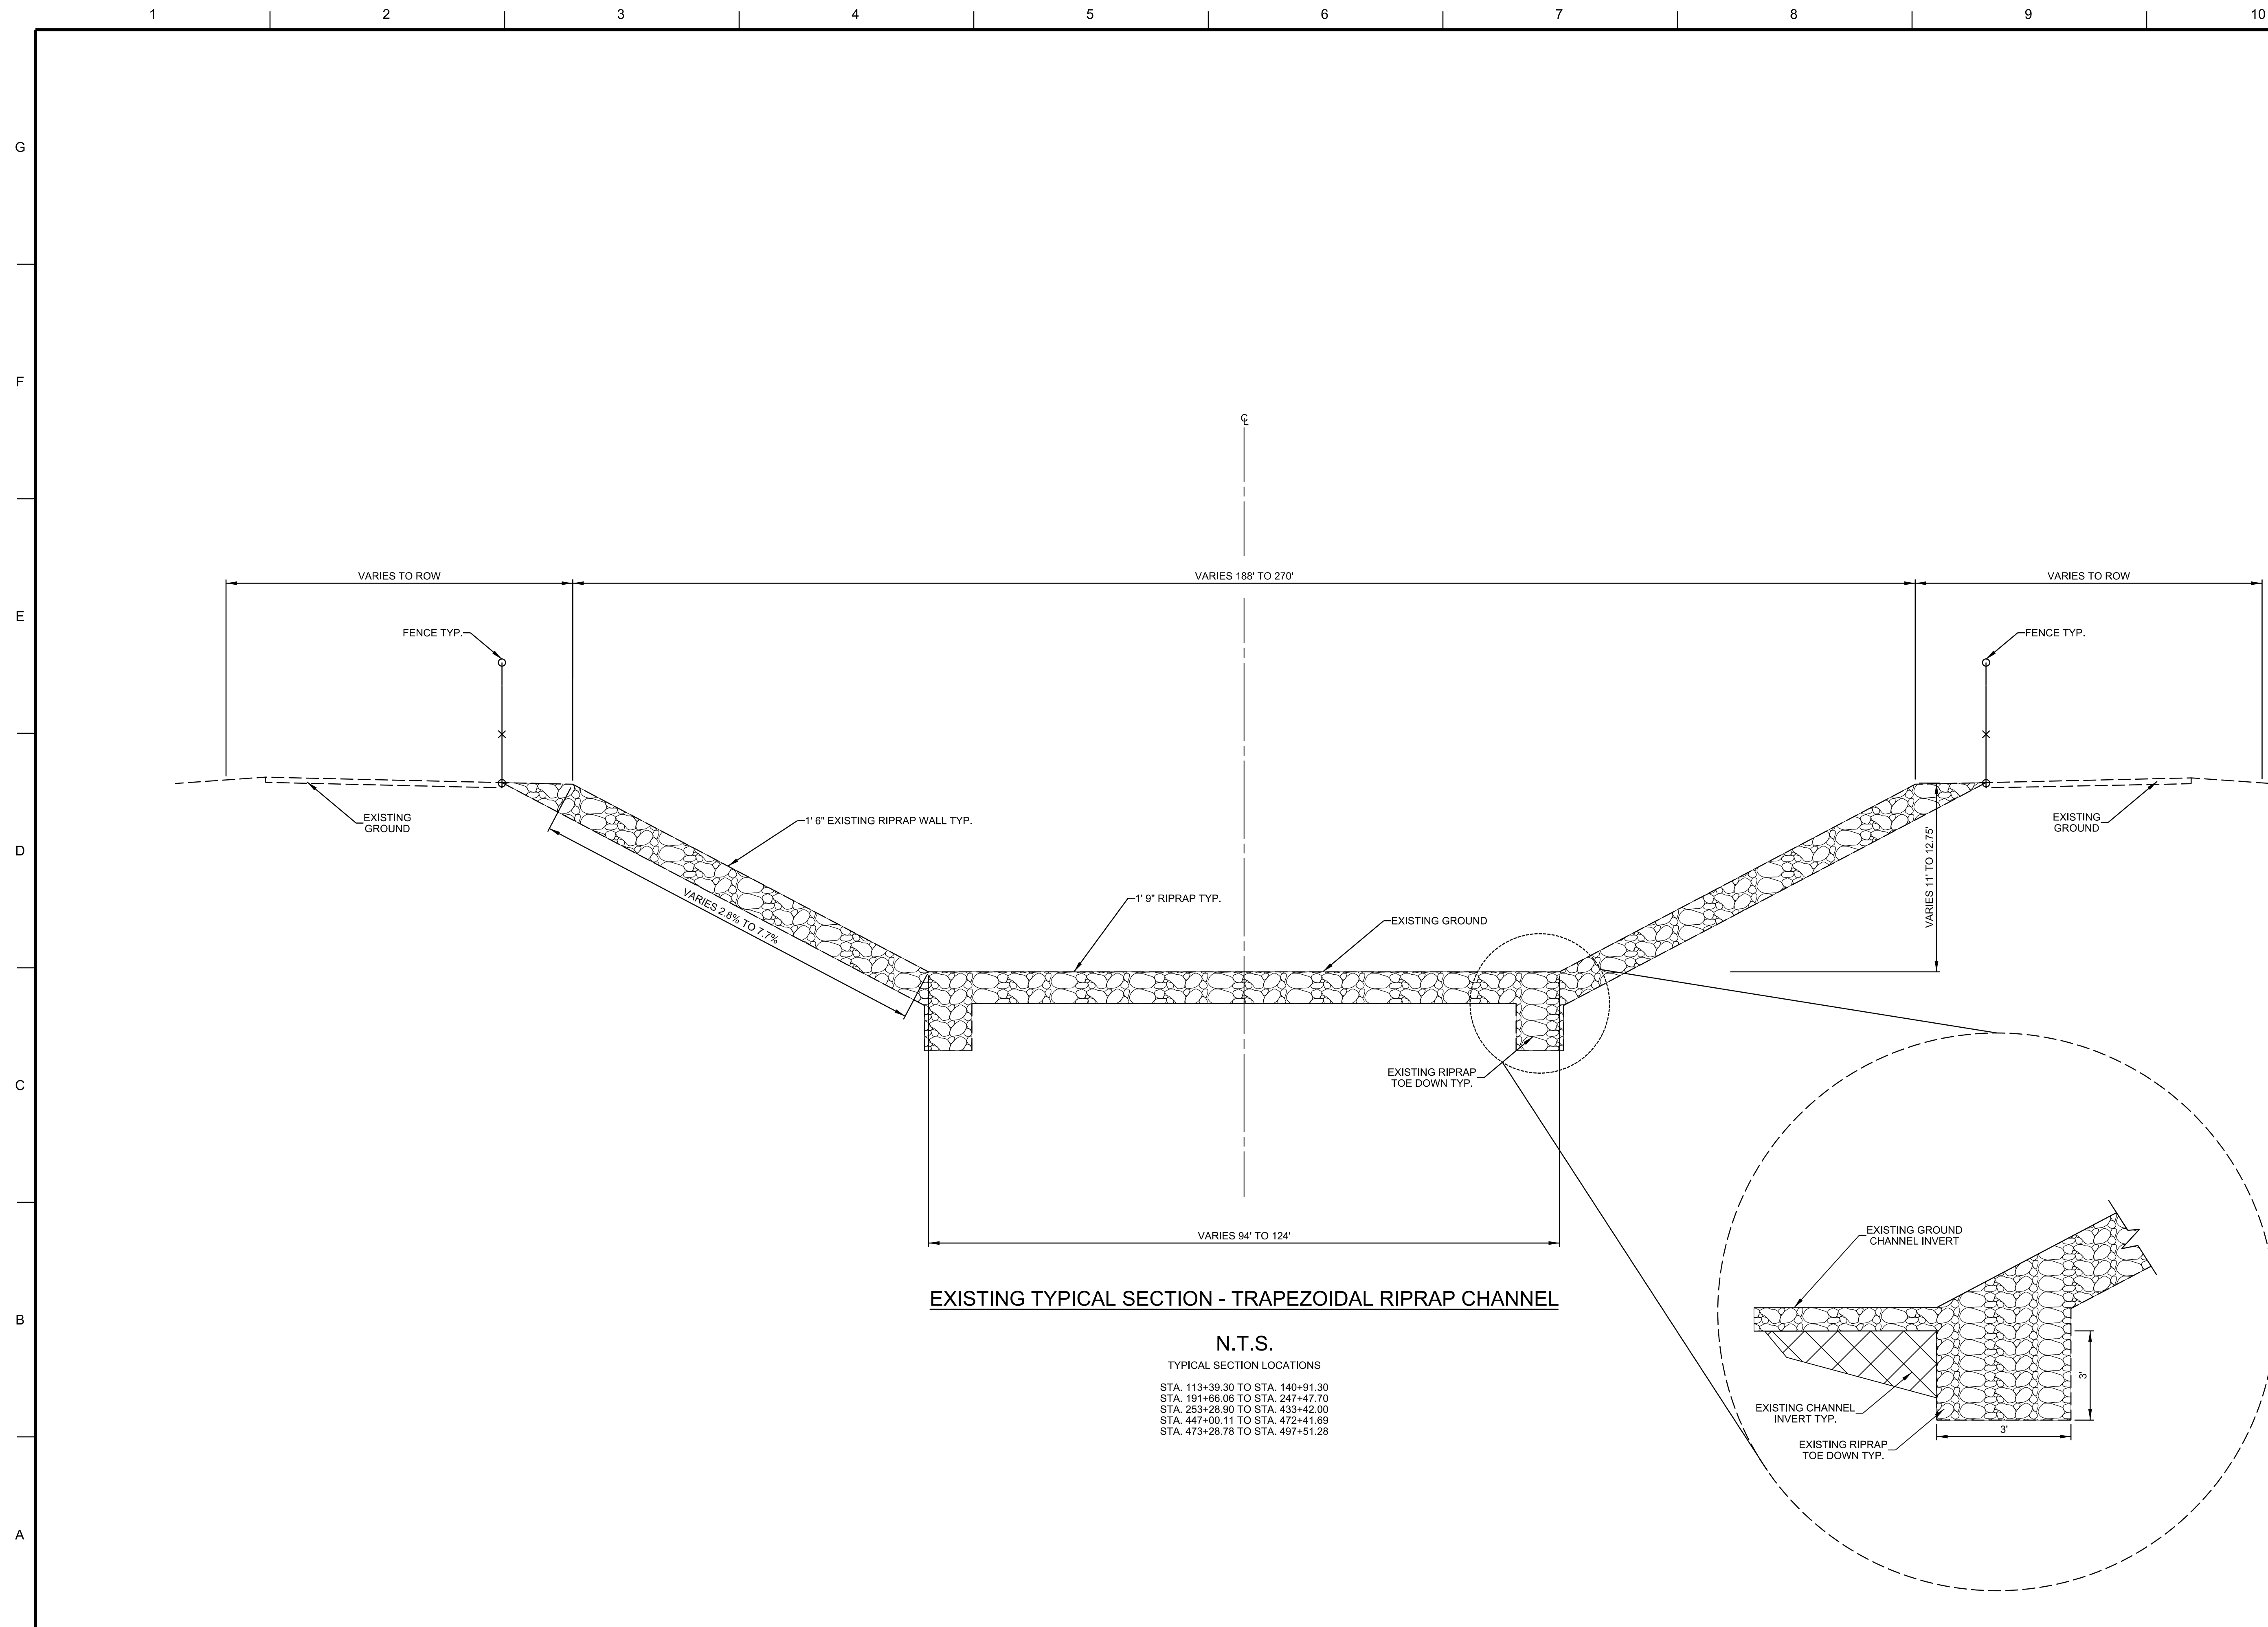 1 2 3 4 5 6 7 8 9 10
G
F
℄
VARIES TO ROW
VARIES 188' TO 270'
VARIES TO ROW
E
FENCE TYP.
FENCE TYP.
EXISTING
GROUND
1' 6" EXISTING RIPRAP WALL TYP.
EXISTING
GROUND
D
VARIES 11' TO 12.75'
VARIES 2.8% TO 7.7%
1' 9" RIPRAP TYP.
EXISTING GROUND
EXISTING RIPRAP
TOE DOWN TYP.
C
VARIES 94' TO 124'
EXISTING GROUND
CHANNEL INVERT
EXISTING TYPICAL SECTION - TRAPEZOIDAL RIPRAP CHANNEL
B
N.T.S.
TYPICAL SECTION LOCATIONS
STA. 113+39.30 TO STA. 140+91.30
STA. 191+66.06 TO STA. 247+47.70
STA. 253+28.90 TO STA. 433+42.00
STA. 447+00.11 TO STA. 472+41.69
STA. 473+28.78 TO STA. 497+51.28
3'
EXISTING CHANNEL
INVERT TYP.
3'
EXISTING RIPRAP
TOE DOWN TYP.
A